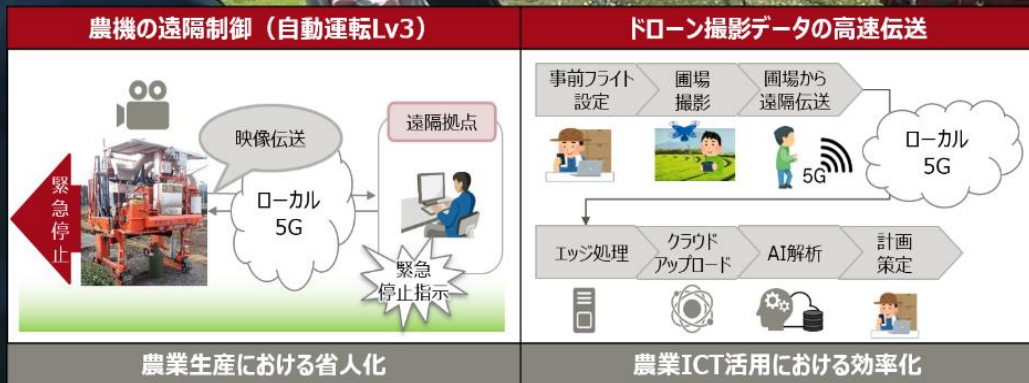 農機の遠隔制御（自動運転Lv3）
映像伝送
遠隔拠点
緊急停止
ローカル
5G
緊急
停止指示
農業生産における省人化
ドローン撮影データの高速伝送
事前フライト
設定
圃場
撮影
圃場から
遠隔伝送
5G
ローカル
5G
エッジ処理
クラウド
アップロード
AI解析
計画
策定
農業ICT活用における効率化